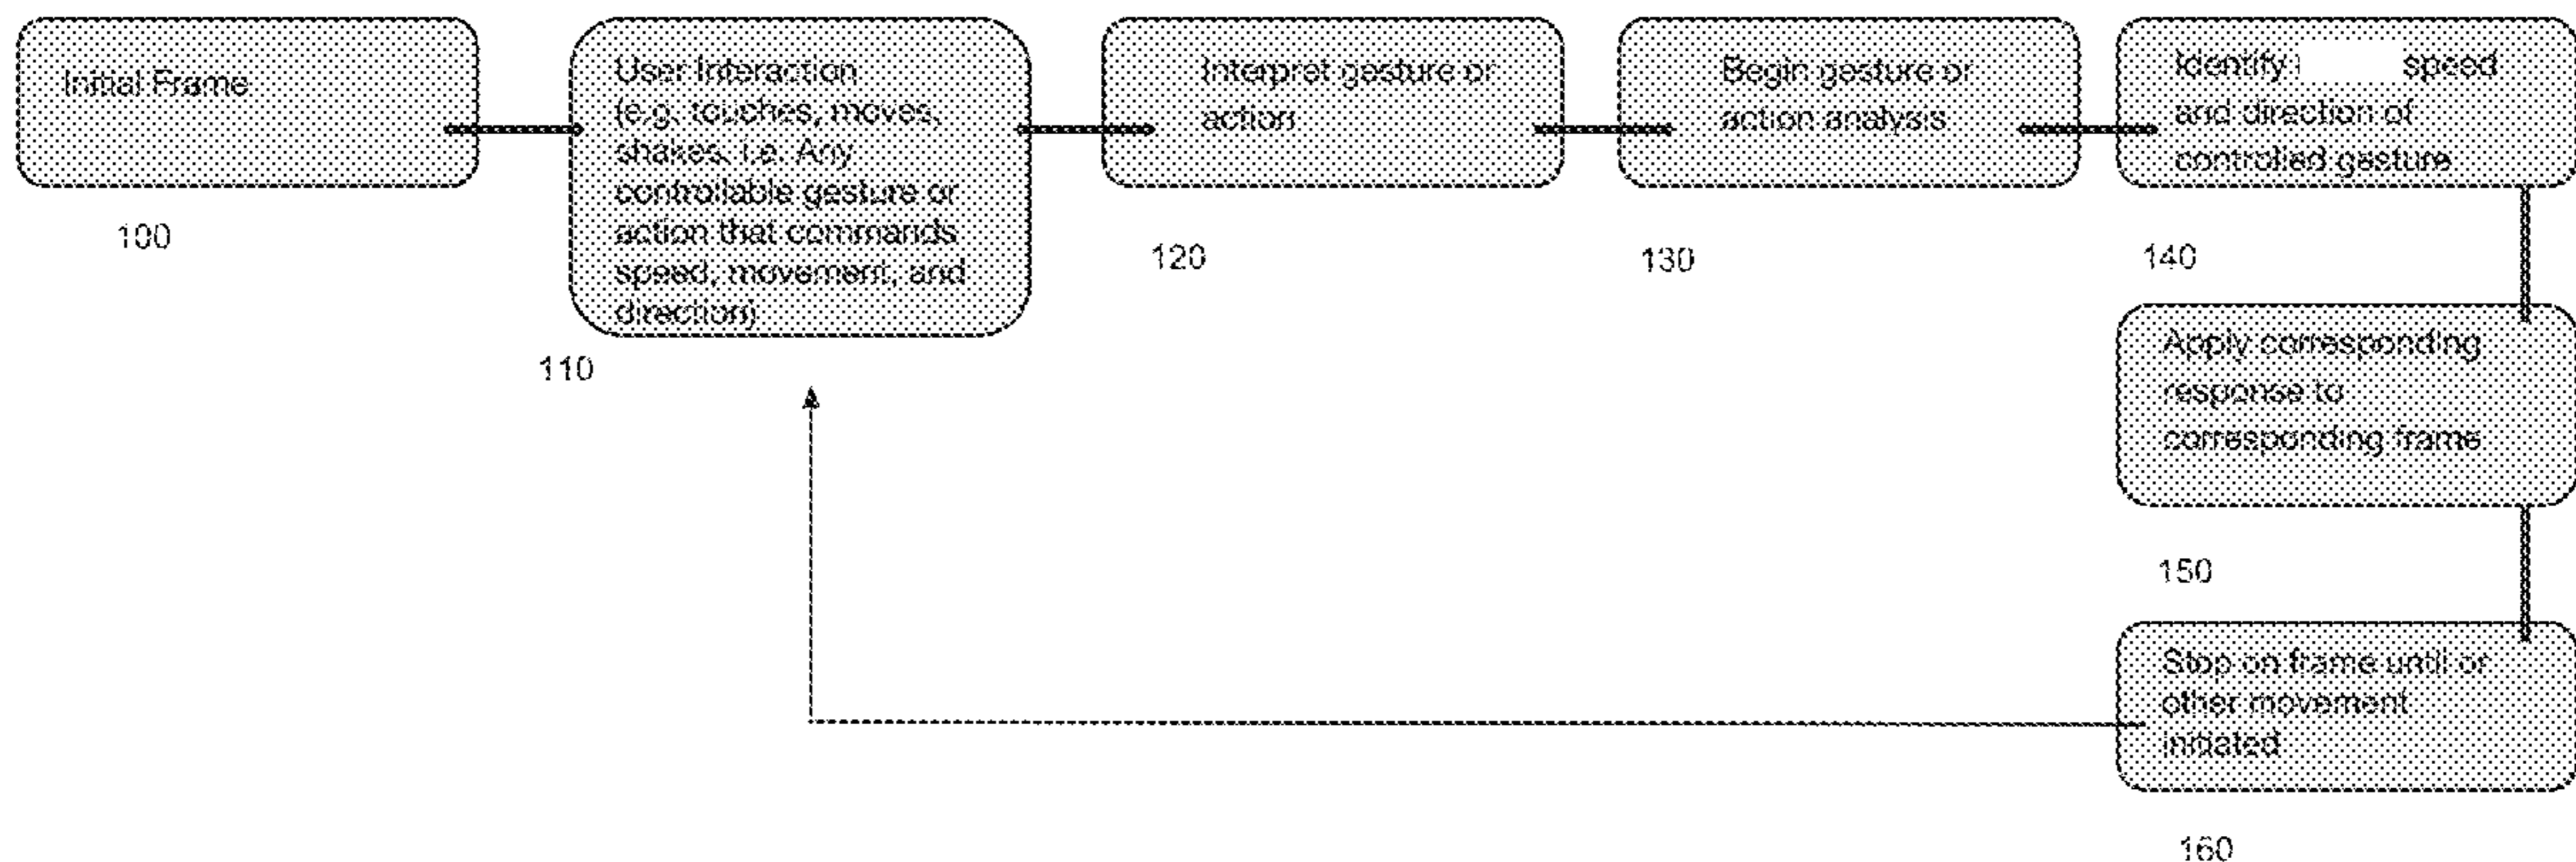 Initial Frame
100
User Interaction
(e.g. touches, moves,
shakes, i.e. Any
controllable gesture or
action that commands
speed, movement, and
direction)
110
Interpret gesture or
action
120
Begin gesture or
action analysis
130
Identify speed
and direction of
controlled gesture
140
Apply corresponding
response to
corresponding frame
150
Stop on frame until or
other movement
initiated
160